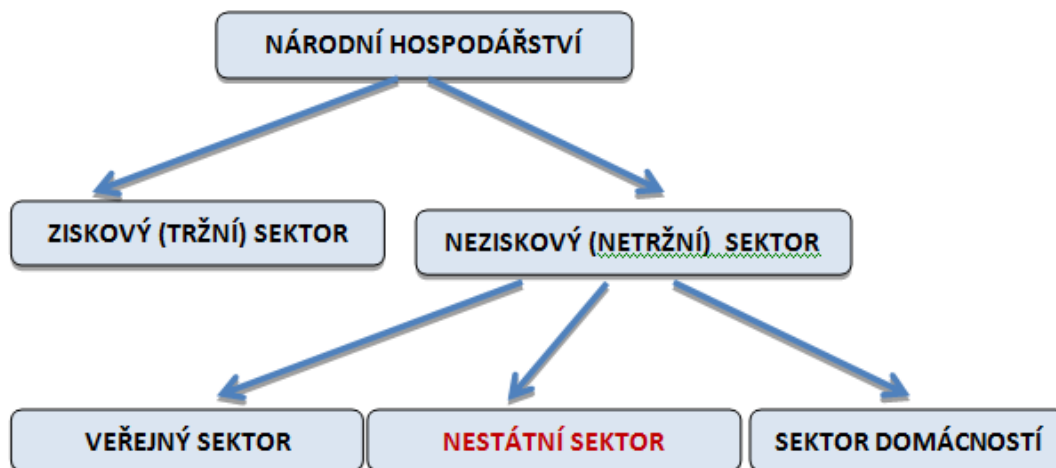 NÁRODNÍ HOSPODÁŘSTVÍ
ZISKOVÝ (TRŽNÍ) SEKTOR
NEZISKOVÝ (NETRŽNÍ) SEKTOR
VEŘEJNÝ SEKTOR
NESTÁTNÍ SEKTOR
SEKTOR DOMÁCNOSTÍ